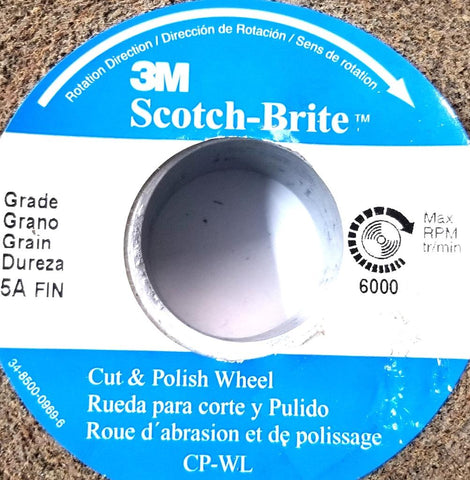 Rotation Direction / Dirección de Rotación / Sens de rotation
3M
Scotch-Brite™
Grade
Grano
Grain
Dureza
5A FIN
Max
RPM
tr/min
6000
34-8500-0969-6
Cut & Polish Wheel
Rueda para corte y Pulido
Roue d´abrasion et de polissage
CP-WL